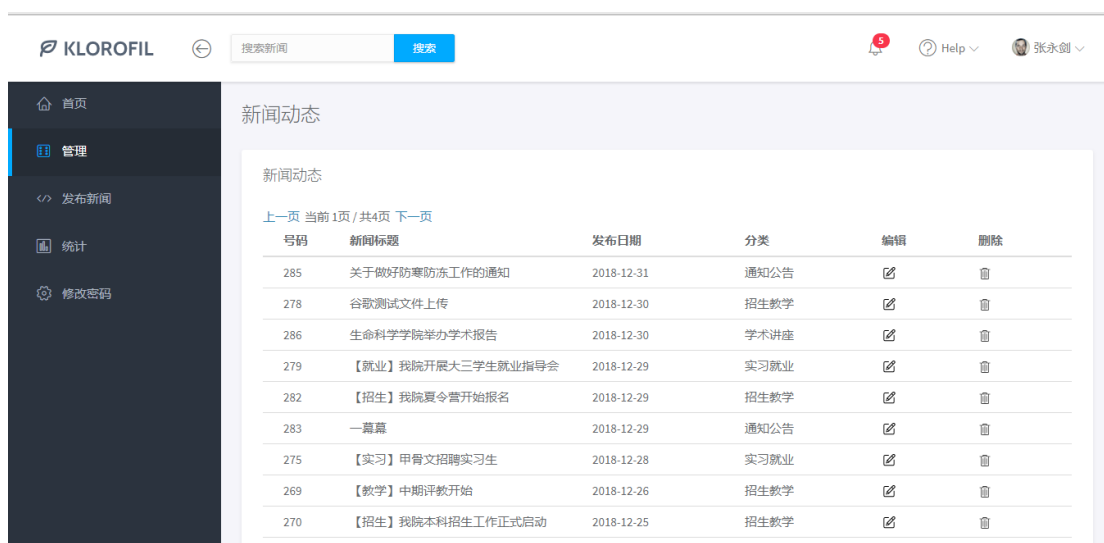 KLOROFIL 搜索新闻 搜索 5 Help 张永剑
首页
管理
发布新闻
统计
修改密码
新闻动态
新闻动态
上一页 当前 1页 / 共4页 下一页
号码 新闻标题 发布日期 分类 编辑 删除
285 关于做好防寒防冻工作的通知 2018-12-31 通知公告
278 谷歌测试文件上传 2018-12-30 招生教学
286 生命科学学院举办学术报告 2018-12-30 学术讲座
279 【就业】我院开展大三学生就业指导会 2018-12-29 实习就业
282 【招生】我院夏令营开始报名 2018-12-29 招生教学
283 一幕幕 2018-12-29 通知公告
275 【实习】甲骨文招聘实习生 2018-12-28 实习就业
269 【教学】中期评教开始 2018-12-26 招生教学
270 【招生】我院本科招生工作正式启动 2018-12-25 招生教学